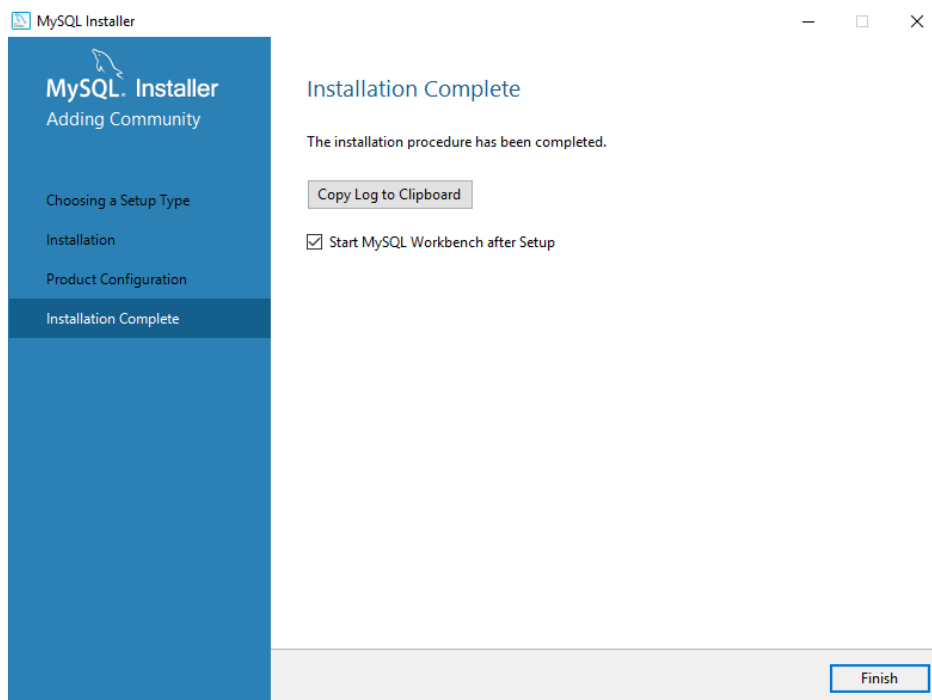 MySQL Installer
MySQL. Installer
Adding Community
Choosing a Setup Type
Installation
Product Configuration
Installation Complete
Installation Complete
The installation procedure has been completed.
Copy Log to Clipboard
Start MySQL Workbench after Setup
Finish